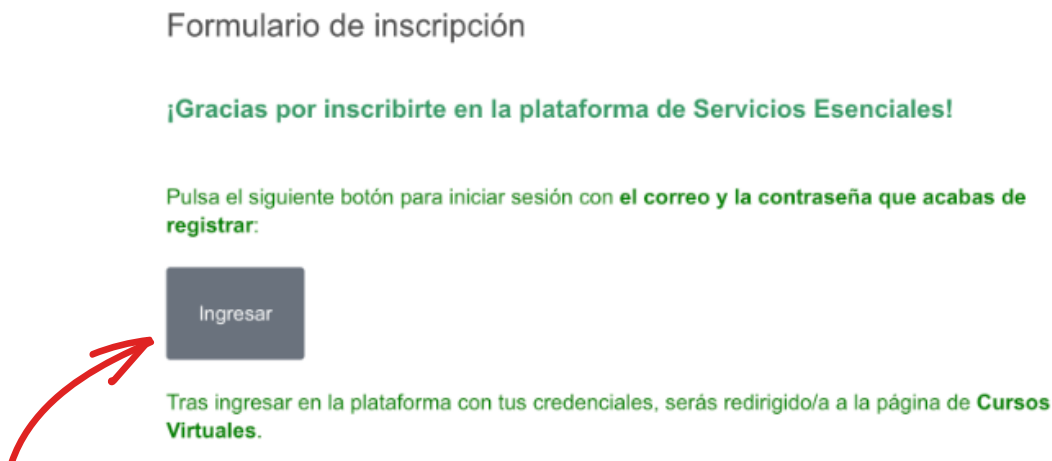 Formulario de inscripción
¡Gracias por inscribirte en la plataforma de Servicios Esenciales!
Pulsa el siguiente botón para iniciar sesión con el correo y la contraseña que acabas de
registrar:
Ingresar
Tras ingresar en la plataforma con tus credenciales, serás redirigido/a a la página de Cursos
Virtuales.